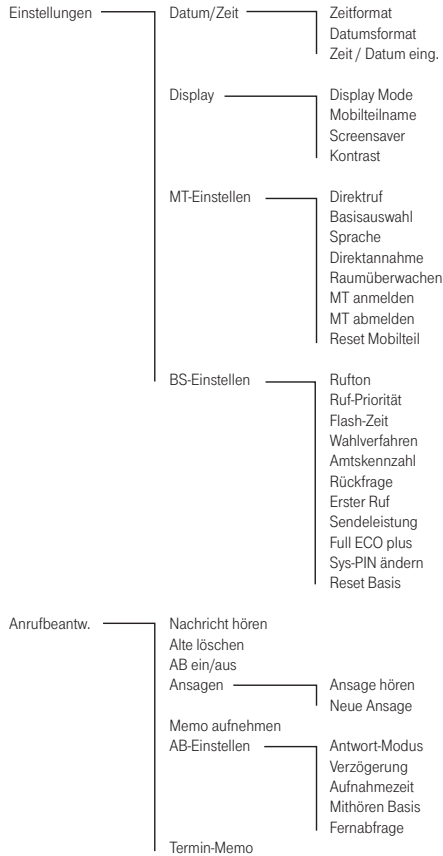 Einstellungen Datum/Zeit Zeitformat
Datumsformat
Zeit / Datum eing.
Display Display Mode
Mobilteilname
Screensaver
Kontrast
MT-Einstellen Direktruf
Basisauswahl
Sprache
Direktannahme
Raumüberwachen
MT anmelden
MT abmelden
Reset Mobilteil
BS-Einstellen Rufton
Ruf-Priorität
Flash-Zeit
Wahlverfahren
Amtskennzahl
Rückfrage
Erster Ruf
Sendeleistung
Full ECO plus
Sys-PIN ändern
Reset Basis
Anrufbeantw. Nachricht hören
Alte löschen
AB ein/aus
Ansagen Ansage hören
Neue Ansage
Memo aufnehmen
AB-Einstellen Antwort-Modus
Verzögerung
Aufnahmezeit
Mithören Basis
Fernabfrage
Termin-Memo